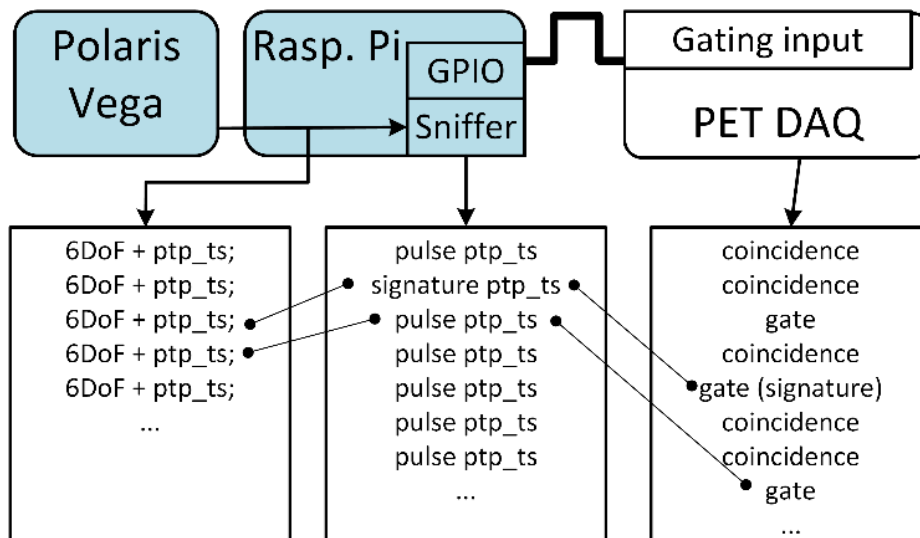 Polaris
Vega
Rasp. Pi
GPIO
Sniffer
Gating input
PET DAQ
6DoF + ptp_ts;
6DoF + ptp_ts;
6DoF + ptp_ts;
6DoF + ptp_ts;
6DoF + ptp_ts;
...
pulse ptp_ts
signature ptp_ts
pulse ptp_ts
pulse ptp_ts
pulse ptp_ts
pulse ptp_ts
pulse ptp_ts
...
coincidence
coincidence
gate
coincidence
gate (signature)
coincidence
coincidence
gate
...